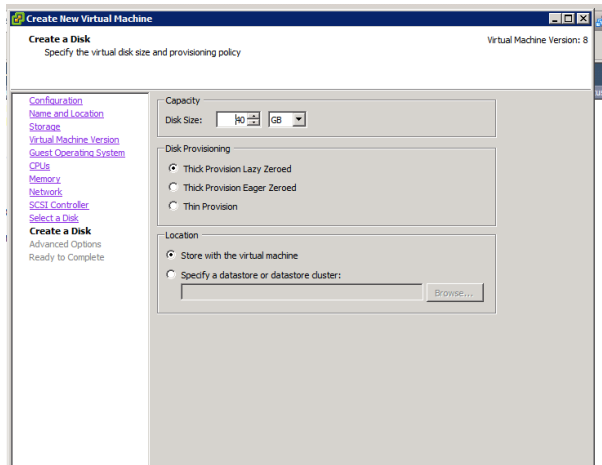 Create New Virtual Machine
Create a Disk
Specify the virtual disk size and provisioning policy
Virtual Machine Version: 8
Configuration
Name and Location
Storage
Virtual Machine Version
Guest Operating System
CPUs
Memory
Network
SCSI Controller
Select a Disk
Create a Disk
Advanced Options
Ready to Complete
Capacity
Disk Size: 40 GB
Disk Provisioning
Thick Provision Lazy Zeroed
Thick Provision Eager Zeroed
Thin Provision
Location
Store with the virtual machine
Specify a datastore or datastore cluster:
Browse...